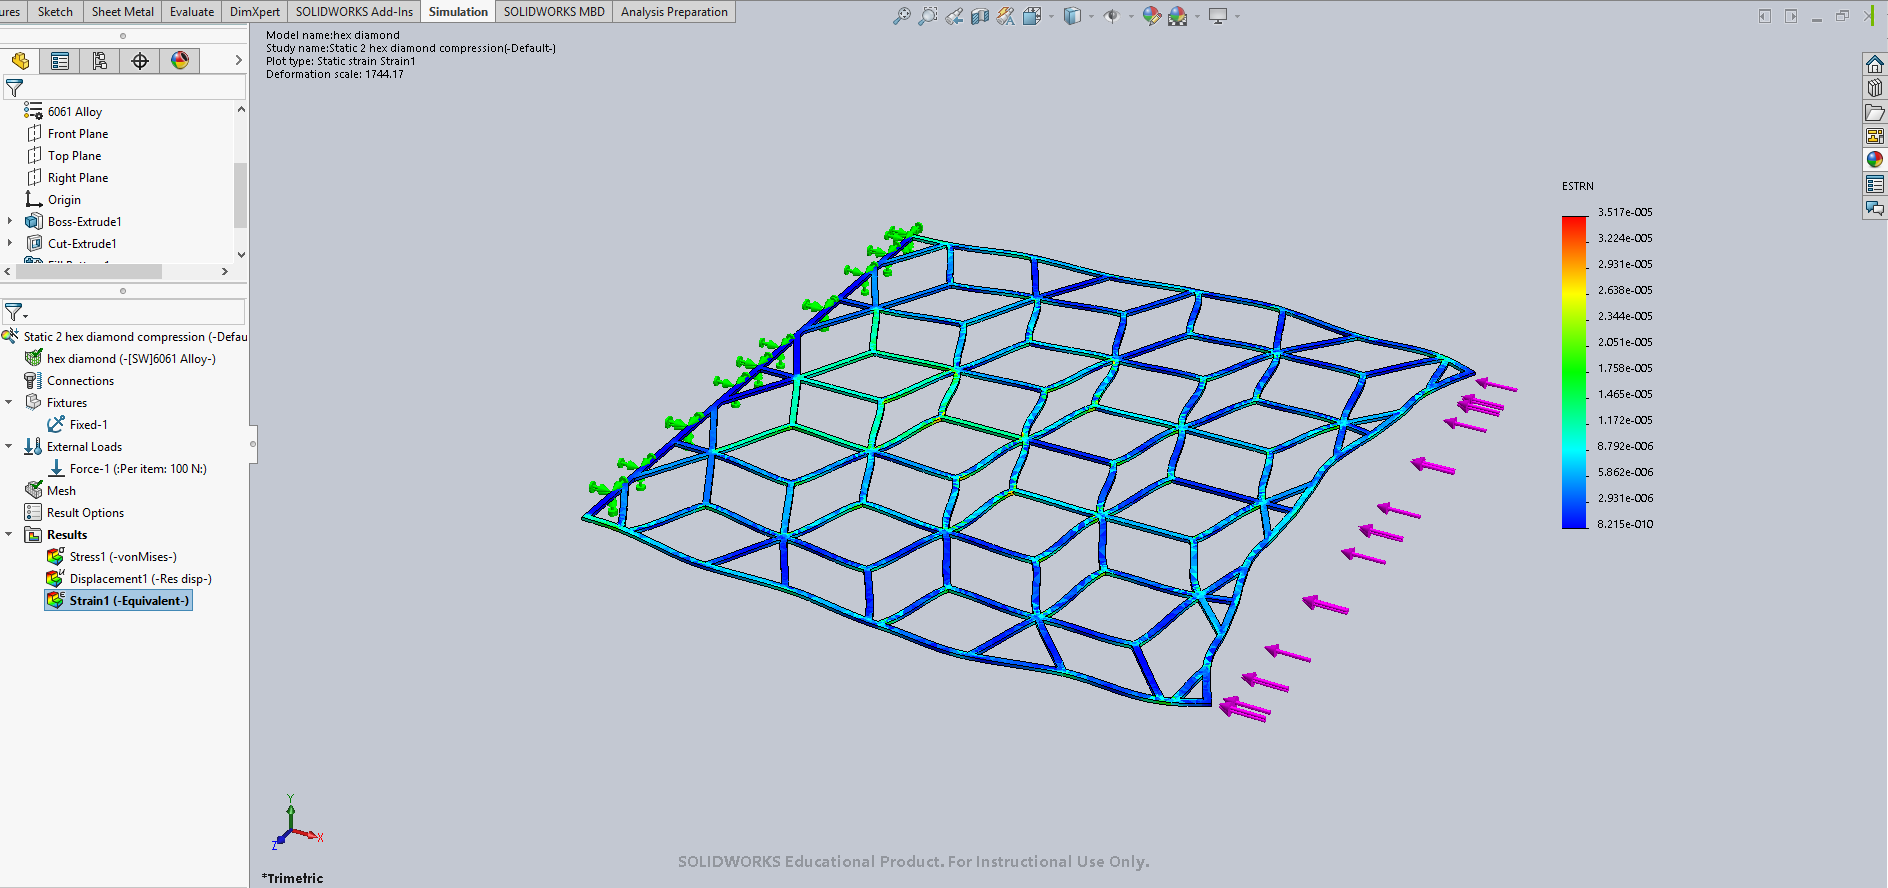 ures Sketch Sheet Metal Evaluate DimXpert SOLIDWORKS Add-Ins Simulation SOLIDWORKS MBD Analysis Preparation
Model name:hex diamond
Study name:Static 2 hex diamond compression(-Default-)
Plot type: Static strain Strain1
Deformation scale: 1744.17
6061 Alloy
Front Plane
Top Plane
Right Plane
Origin
Boss-Extrude1
Cut-Extrude1
Static 2 hex diamond compression (-Defau
hex diamond (-[SW]6061 Alloy-)
Connections
Fixtures
Fixed-1
External Loads
Force-1 (:Per item: 100 N:)
Mesh
Result Options
Results
Stress1 (-vonMises-)
Displacement1 (-Res disp-)
Strain1 (-Equivalent-)
ESTRN
3.517e-005
3.224e-005
2.931e-005
2.638e-005
2.344e-005
2.051e-005
1.758e-005
1.465e-005
1.172e-005
8.792e-006
5.862e-006
2.931e-006
8.215e-010
Y
X
Z
SOLIDWORKS Educational Product. For Instructional Use Only.
*Trimetric